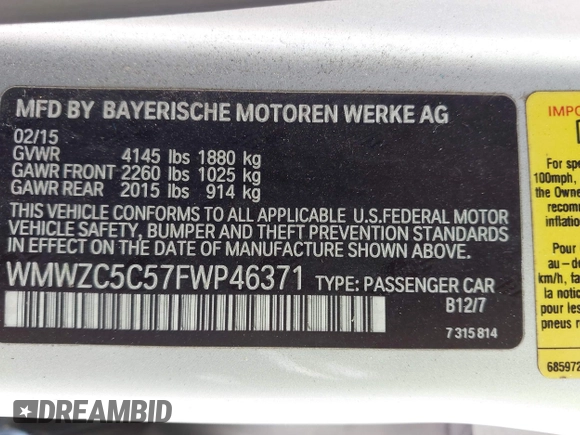 MFD BY BAYERISCHE MOTOREN WERKE AG
02/15
GVWR 4145 lbs 1880 kg
GAWR FRONT 2260 lbs 1025 kg
GAWR REAR 2015 lbs 914 kg
THIS VEHICLE CONFORMS TO ALL APPLICABLE U.S.FEDERAL MOTOR
VEHICLE SAFETY, BUMPER AND THEFT PREVENTION STANDARDS
IN EFFECT ON THE DATE OF MANUFACTURE SHOWN ABOVE.
WMWZC5C57FWP46371 TYPE: PASSENGER CAR
B12/7
7 315 814
IMPO
For spe
100mph,
the Owne
recomm
inflation
Pour
au - de
km/h, fa
de la noti
pour les
pneus r
685972
DREAMBID